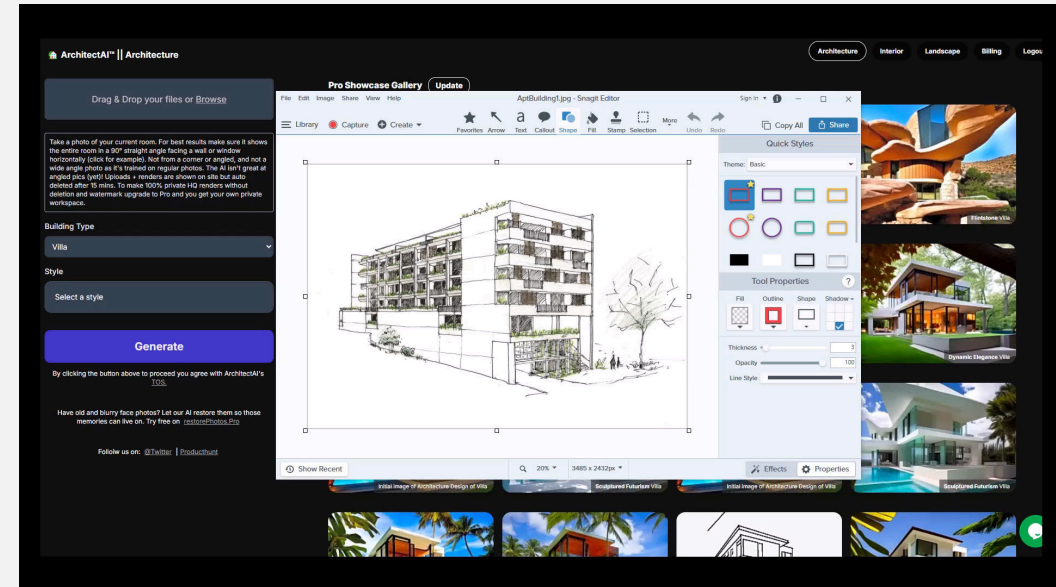 ArchitectAI™ || Architecture
Architecture
Interior
Landscape
Billing
Logou
Drag & Drop your files or Browse
Take a photo of your current room. For best results make sure it shows
the entire room in a 90° straight angle facing a wall or window
horizontally (click for example). Not from a corner or angled, and not a
wide angle photo as it's trained on regular photos. The AI isn't great at
angled pics (yet)! Uploads + renders are shown on site but auto
deleted after 15 mins. To make 100% private HQ renders without
deletion and watermark upgrade to Pro and you get your own private
workspace.
Building Type
Villa
Style
Select a style
Generate
By clicking the button above to proceed you agree with ArchitectAI's
TOS.
Have old and blurry face photos? Let our AI restore them so those
memories can live on. Try free on restorePhotos.Pro
Follolw us on: @Twitter | Producthunt
Pro Showcase Gallery
Update
File Edit Image Share View Help
AptBuilding1.jpg - Snagit Editor
Sign in
Library
Capture
Create
Favorites Arrow Text Callout Shape Fill Stamp Selection
More
Undo Redo
Copy All
Share
Quick Styles
Theme: Basic
Tool Properties
?
Fill Outline Shape Shadow
Thickness 3
Opacity 100
Line Style
Show Recent
20%
3485 x 2432px
Effects
Properties
Flintstone Villa
Dynamic Elegance Villa
Initial Image of Architecture Design of Villa
Sculptured Futurism Villa
Initial Image of Architecture Design of Villa
Sculptured Futurism Villa